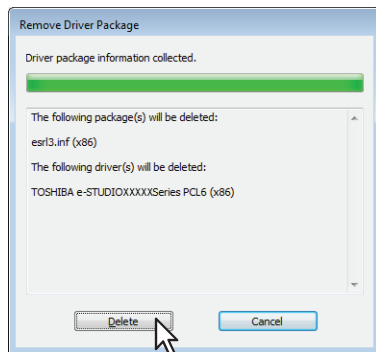 Remove Driver Package
Driver package information collected.
The following package(s) will be deleted:
esrl3.inf (x86)
The following driver(s) will be deleted:
TOSHIBA e-STUDIOXXXXXSeries PCL6 (x86)
Delete
Cancel